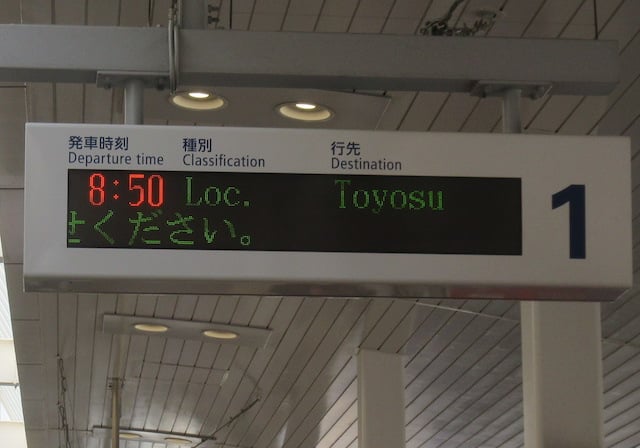 発車時刻 種別 行先
Departure time Classification Destination
8:50 Loc. Toyosu
せください。
1